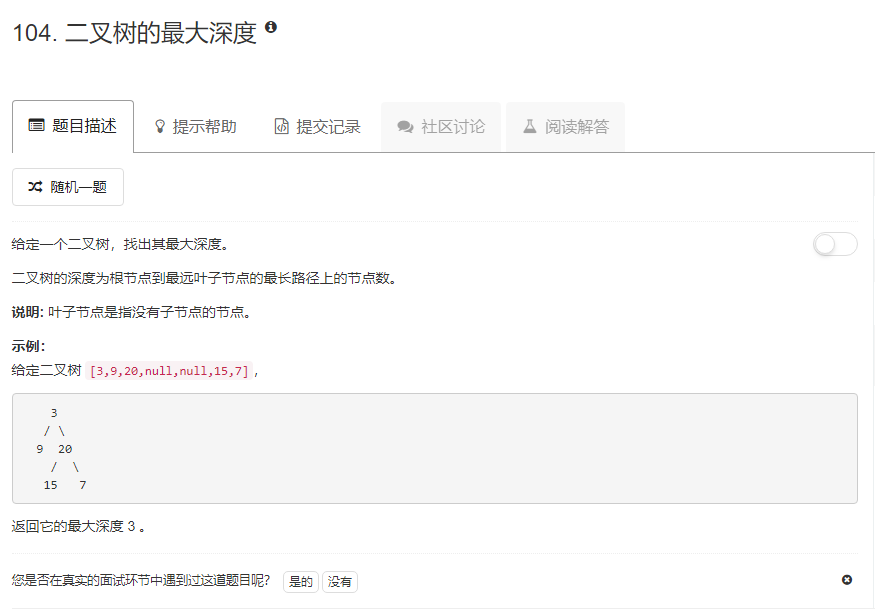 104. 二叉树的最大深度
题目描述 提示帮助 提交记录 社区讨论 阅读解答
随机一题
给定一个二叉树，找出其最大深度。
二叉树的深度为根节点到最远叶子节点的最长路径上的节点数。
说明: 叶子节点是指没有子节点的节点。
示例：
给定二叉树 [3,9,20,null,null,15,7]，
3
/ \
9 20
/ \
15 7
返回它的最大深度 3 。
您是否在真实的面试环节中遇到过这道题目呢? 是的 没有